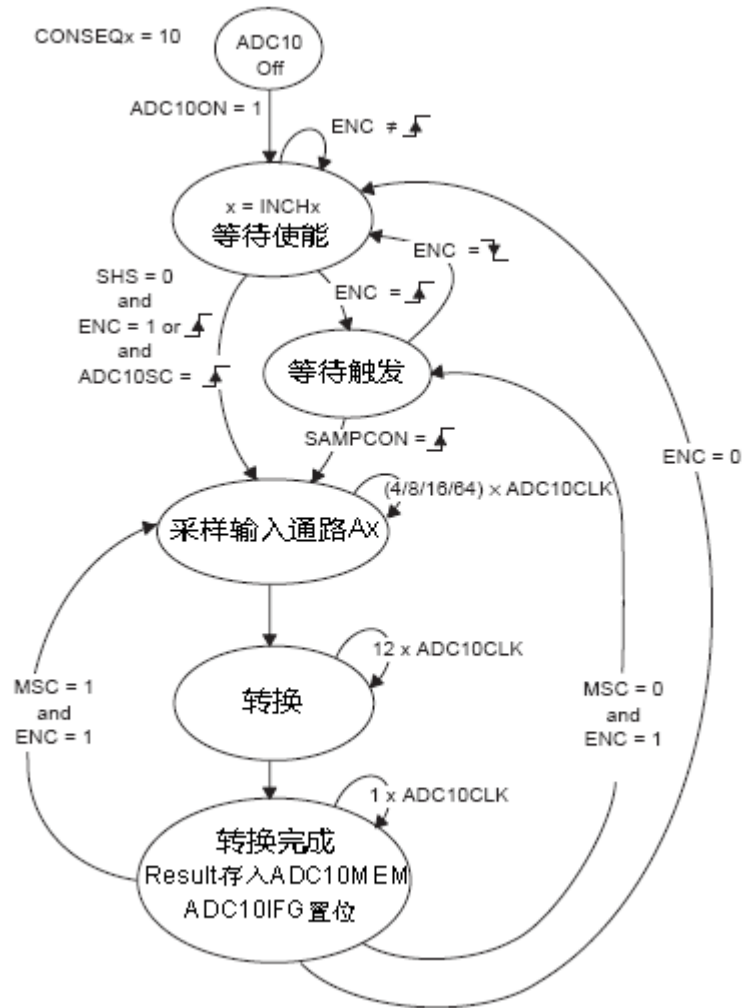 CONSEQx = 10
ADC10
Off
ADC10ON = 1
ENC ≠
x = INCHx
等待使能
ENC =
SHS = 0
and
ENC = 1 or
and
ADC10SC =
ENC =
等待触发
SAMPCON =
ENC = 0
(4/8/16/64) x ADC10CLK
采样输入通路Ax
12 x ADC10CLK
转换
MSC = 1
and
ENC = 1
MSC = 0
and
ENC = 1
1 x ADC10CLK
转换完成
Result存入ADC10MEM
ADC10IFG置位